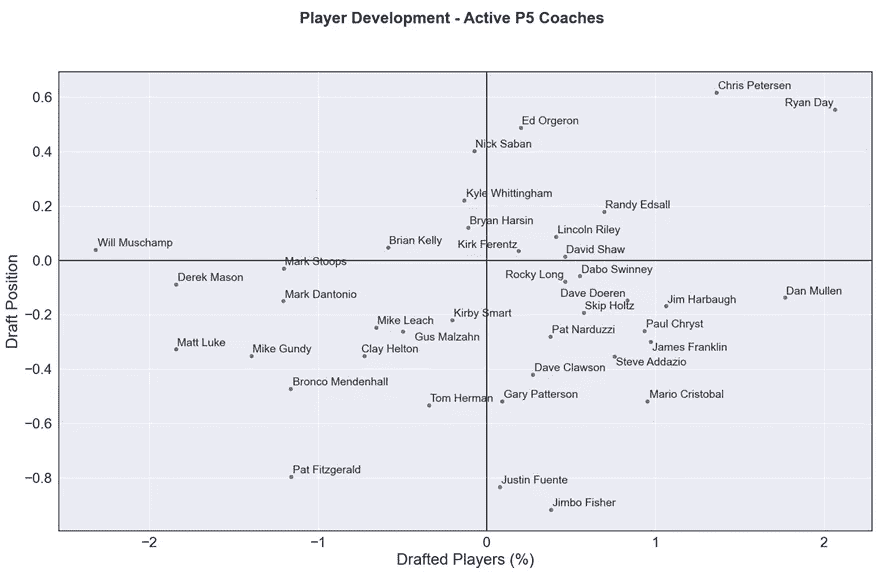 Player Development - Active P5 Coaches
Chris Petersen
Ryan Day
0.6
Ed Orgeron
Nick Saban
0.4
Kyle Whittingham
Randy Edsall
0.2
Bryan Harsin
Lincoln Riley
Will Muschamp
Brian Kelly
Kirk Ferentz
David Shaw
0.0
Mark Stoops
Derek Mason
Rocky Long
Dabo Swinney
Mark Dantonio
Dave Doeren
Dan Mullen
Skip Holtz
Jim Harbaugh
−0.2
Mike Leach
Kirby Smart
Gus Malzahn
Pat Narduzzi
Paul Chryst
Matt Luke
Mike Gundy
Clay Helton
James Franklin
Steve Addazio
−0.4
Dave Clawson
Bronco Mendenhall
Tom Herman
Gary Patterson
Mario Cristobal
−0.6
Pat Fitzgerald
−0.8
Justin Fuente
Jimbo Fisher
Draft Position
−2
−1
0
1
2
Drafted Players (%)